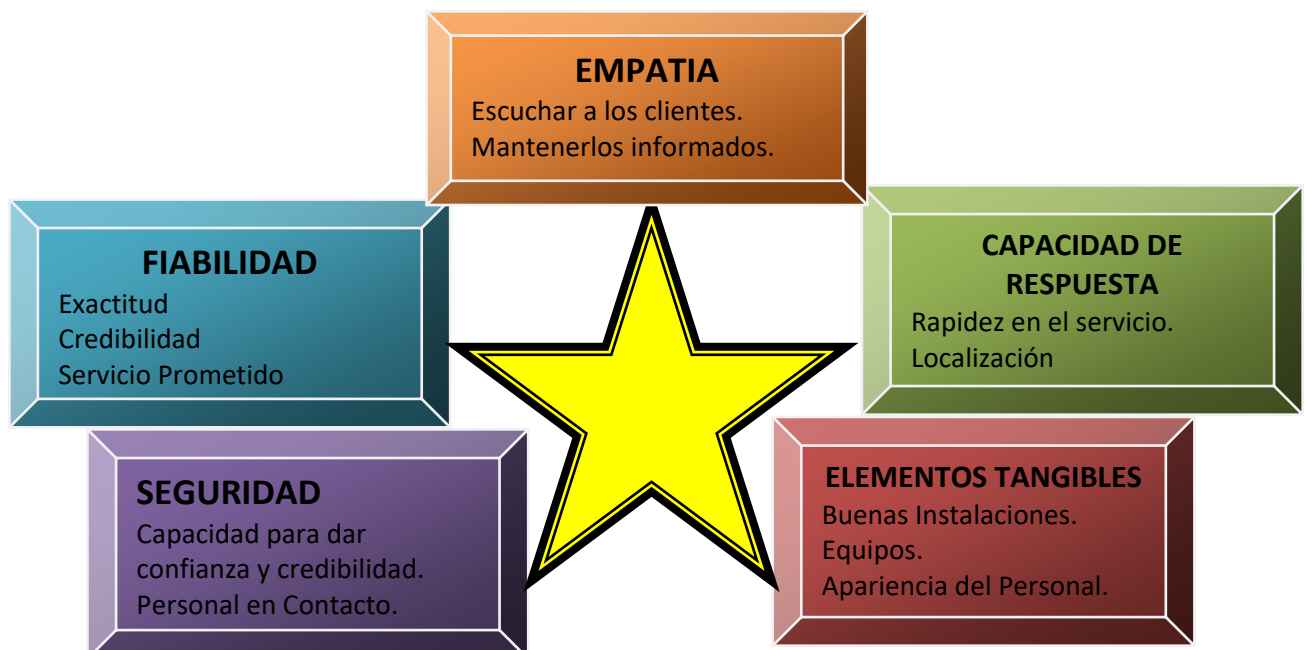 EMPATIA
Escuchar a los clientes.
Mantenerlos informados.
FIABILIDAD
Exactitud
Credibilidad
Servicio Prometido
CAPACIDAD DE
RESPUESTA
Rapidez en el servicio.
Localización
SEGURIDAD
Capacidad para dar
confianza y credibilidad.
Personal en Contacto.
ELEMENTOS TANGIBLES
Buenas Instalaciones.
Equipos.
Apariencia del Personal.